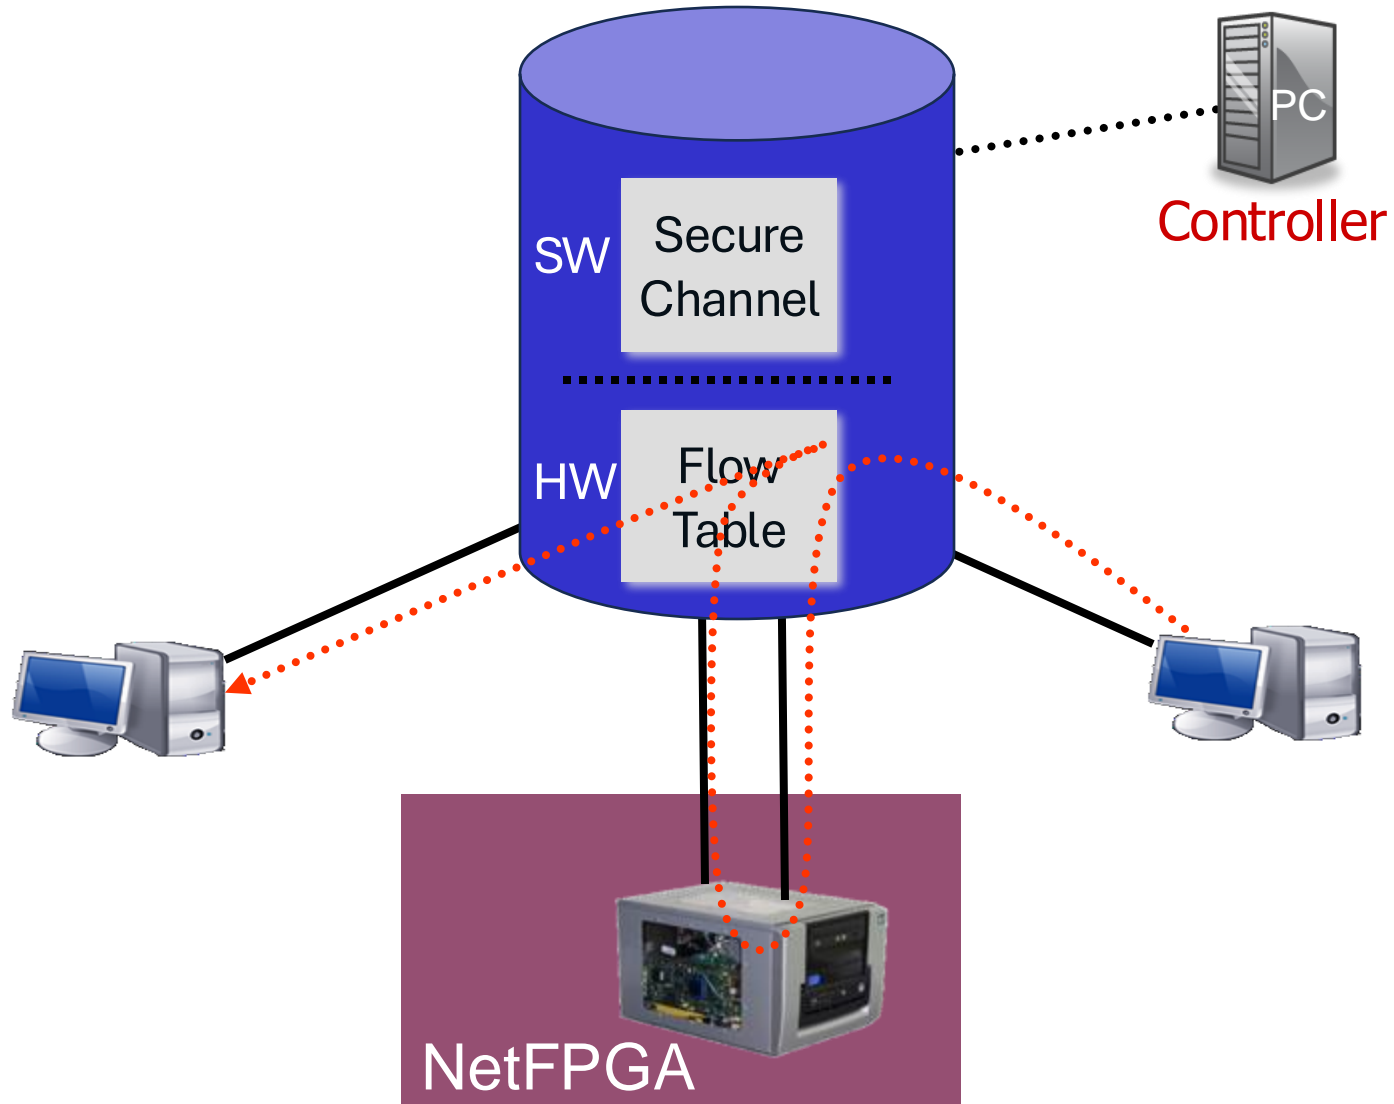 PC
Controller
SW
Secure
Channel
HW
Flow
Table
NetFPGA